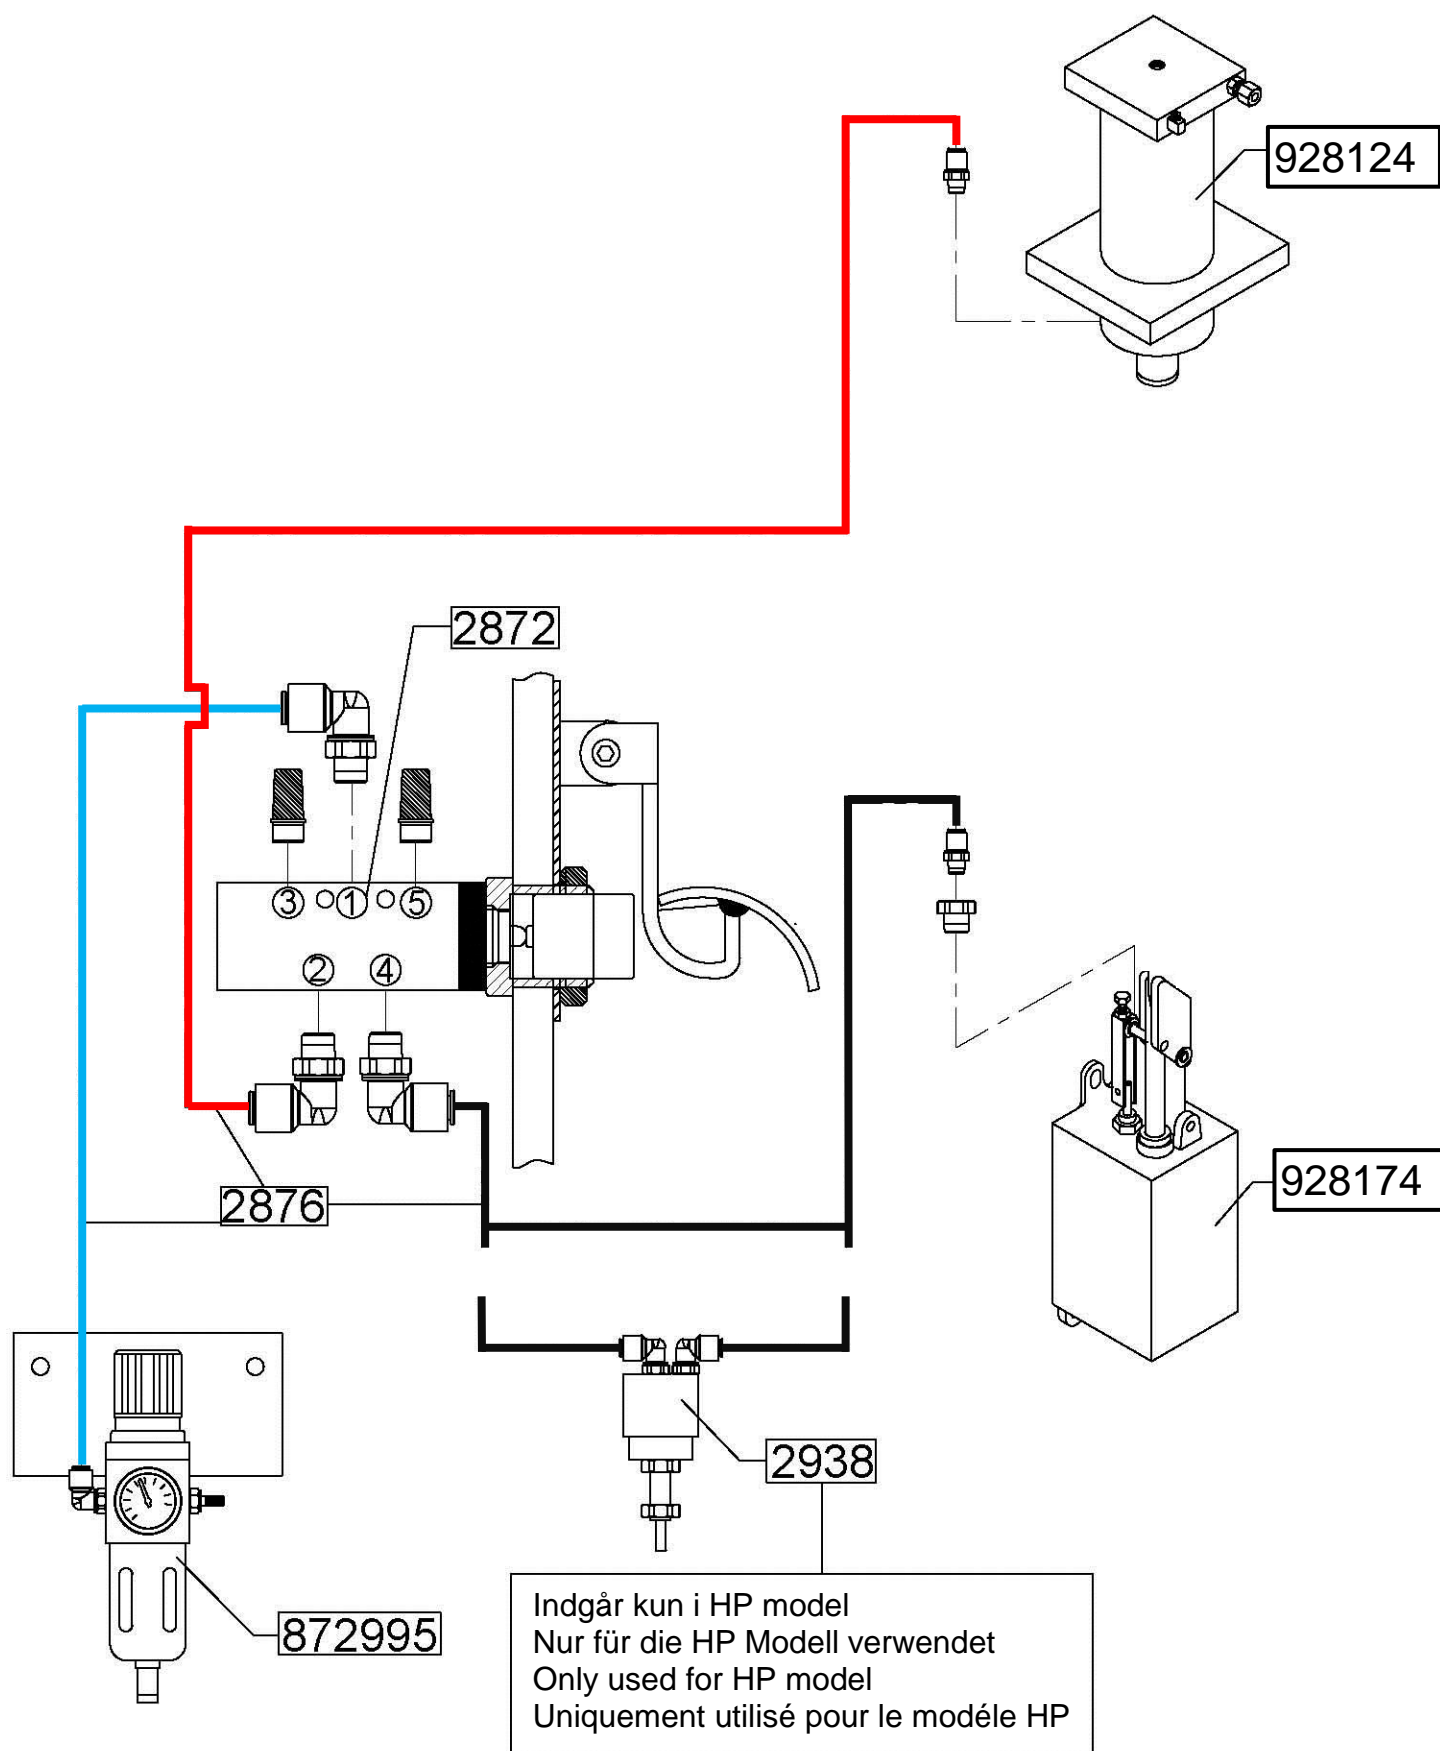 928124
2872
3
1
5
2
4
2876
928174
2938
872995
Indgår kun i HP model
Nur für die HP Modell verwendet
Only used for HP model
Uniquement utilisé pour le modéle HP